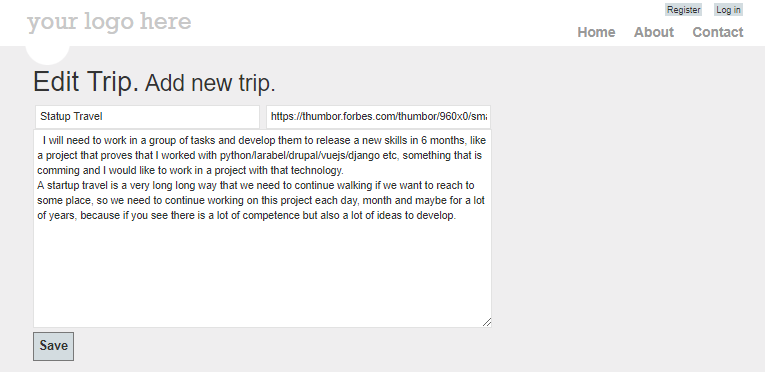 Register Log in
your logo here
Home About Contact
Edit Trip. Add new trip.
Statup Travel https://thumbor.forbes.com/thumbor/960x0/sma
I will need to work in a group of tasks and develop them to release a new skills in 6 months, like
a project that proves that I worked with python/larabel/drupal/vuejs/django etc, something that is
comming and I would like to work in a project with that technology.
A startup travel is a very long long way that we need to continue walking if we want to reach to
some place, so we need to continue working on this project each day, month and maybe for a lot
of years, because if you see there is a lot of competence but also a lot of ideas to develop.
Save